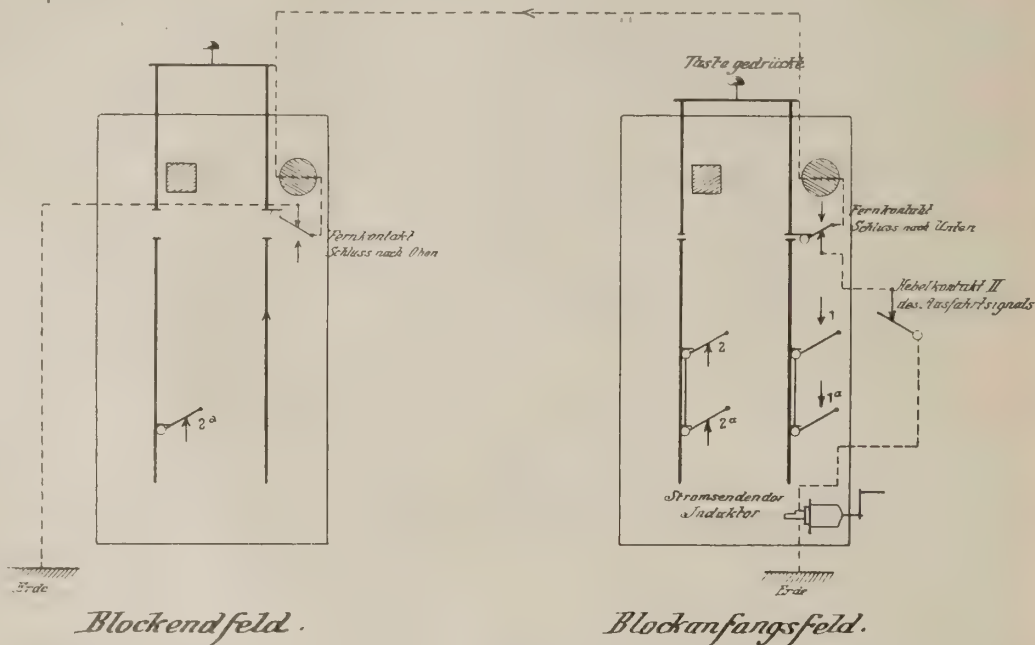 Taste gedrückt
Fernkontakt
Schluss nach Oben
Fernkontakt
Schluss nach Unten
Hebelkontakt II
des Ausfahrtsignals
1
2
1a
2a
2a
Stromsendender
Induktor
Erde
Erde
Blockendfeld.
Blockanfangsfeld.